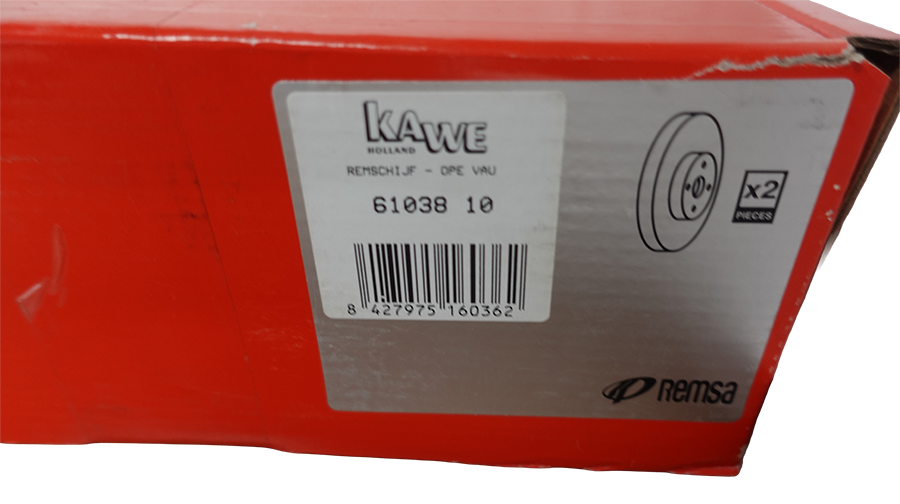 KAWE
HOLLAND
REMSCHIJF - OPE VAU
61038 10
8 427975 160362
x2
PIECES
Remsa